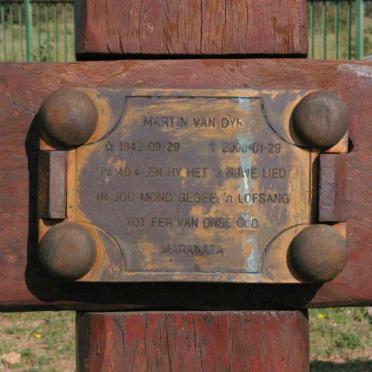 MARTIN VAN DYK
☆ 1942-09-29 † 2000-01-29
PS 40:4 „EN HY HET 'n NUWE LIED
IN JOU MOND GEGEE, 'n LOFSANG
TOT EER VAN ONSE GOD.
MARANATA